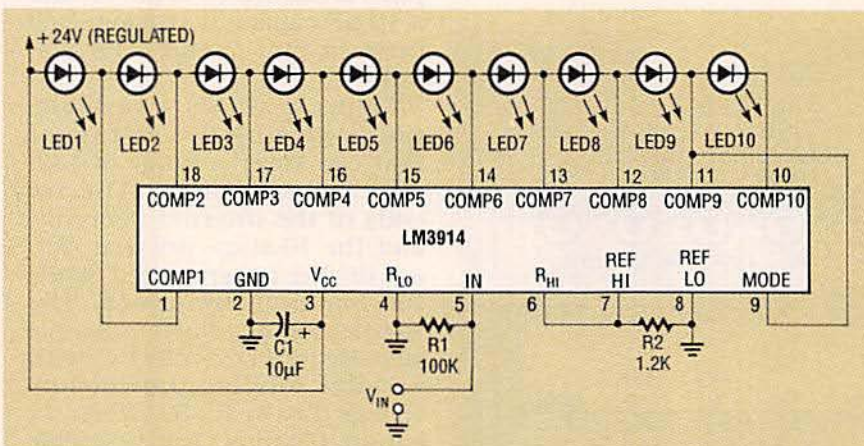 +24V (REGULATED)
LED1 LED2 LED3 LED4 LED5 LED6 LED7 LED8 LED9 LED10
18 17 16 15 14 13 12 11 10
COMP2 COMP3 COMP4 COMP5 COMP6 COMP7 COMP8 COMP9 COMP10
LM3914
COMP1 GND VCC RLO IN RHI REF HI REF LO MODE
1 2 3 4 5 6 7 8 9
C1 10µF
+
R1 100K
R2 1.2K
VIN